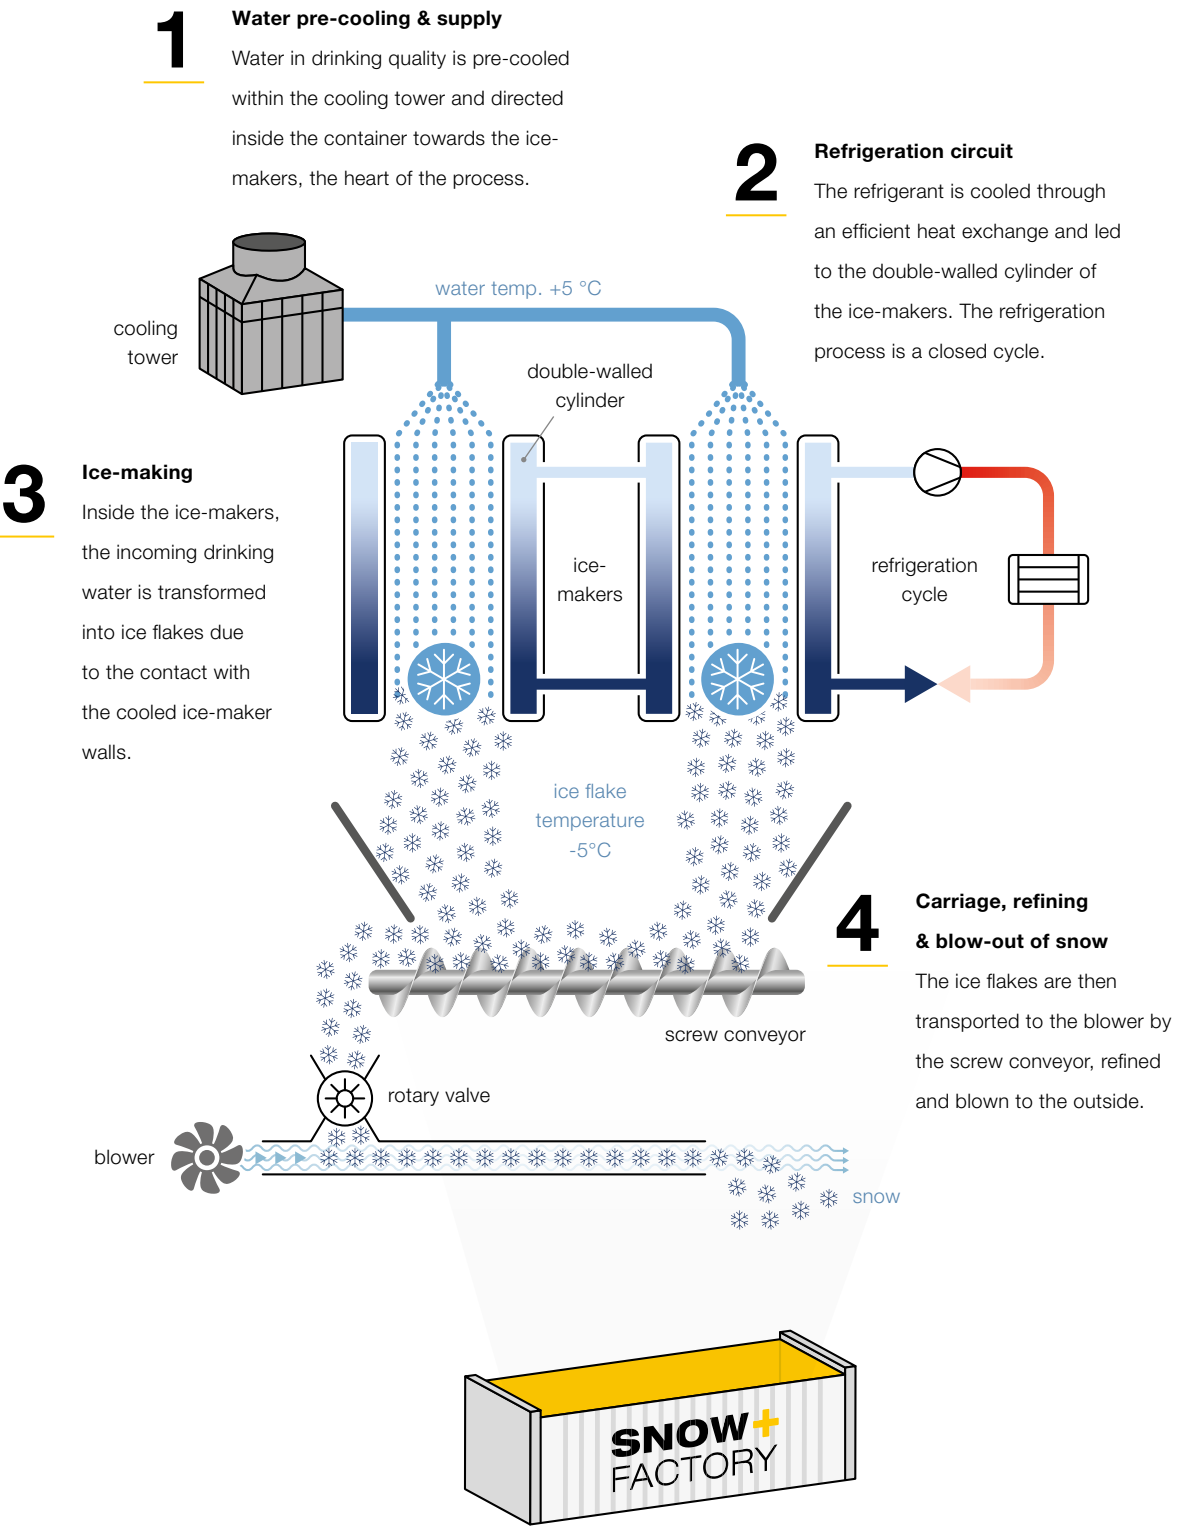 1
Water pre-cooling & supply
Water in drinking quality is pre-cooled
within the cooling tower and directed
inside the container towards the ice-
makers, the heart of the process.
2
Refrigeration circuit
The refrigerant is cooled through
an efficient heat exchange and led
to the double-walled cylinder of
the ice-makers. The refrigeration
process is a closed cycle.
water temp. +5 °C
cooling
tower
double-walled
cylinder
3
Ice-making
Inside the ice-makers,
the incoming drinking
water is transformed
into ice flakes due
to the contact with
the cooled ice-maker
walls.
ice-
makers
refrigeration
cycle
ice flake
temperature
-5°C
4
Carriage, refining
& blow-out of snow
The ice flakes are then
transported to the blower by
the screw conveyor, refined
and blown to the outside.
screw conveyor
rotary valve
blower
snow
SNOW+
FACTORY